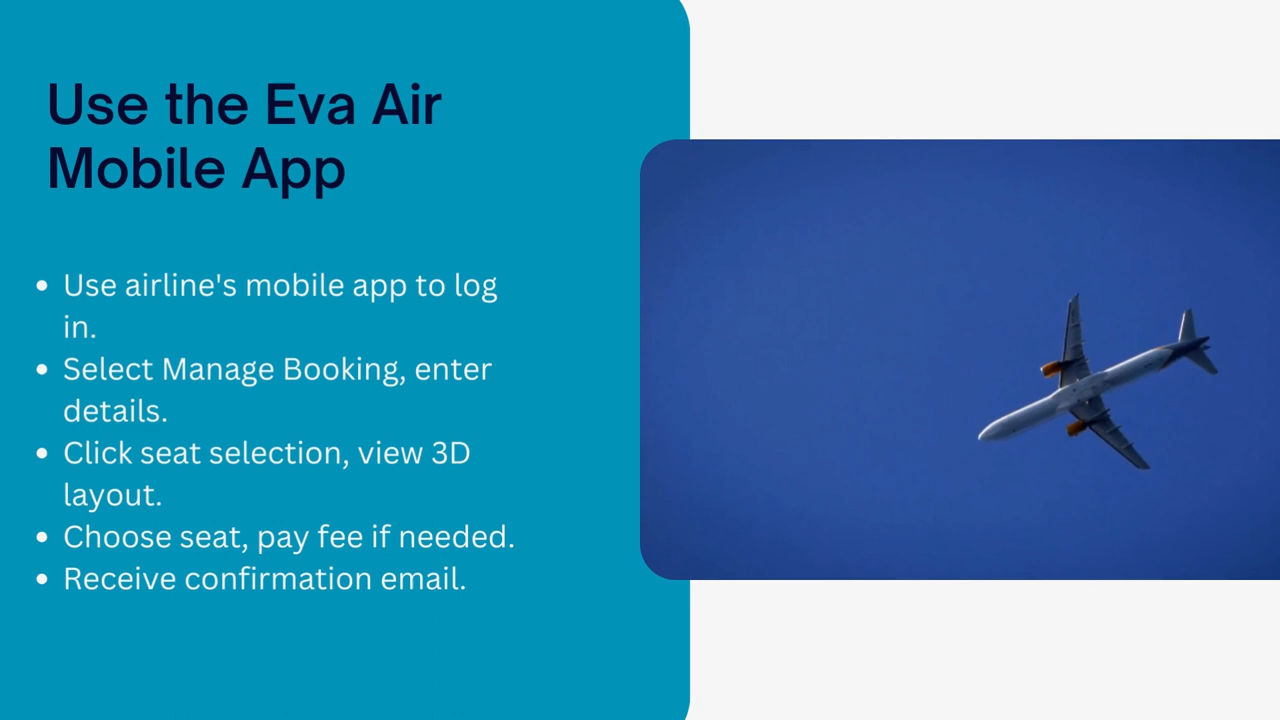 Use the Eva Air
Mobile App
• Use airline's mobile app to log
in.
• Select Manage Booking, enter
details.
• Click seat selection, view 3D
layout.
• Choose seat, pay fee if needed.
• Receive confirmation email.